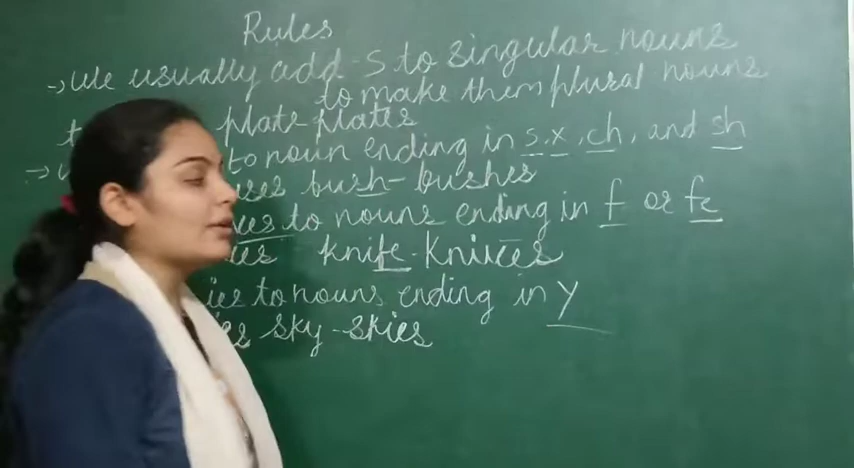 Rules
→ We usually add -s to singular nouns
to make them plural nouns
plate-plates
to noun ending in s, x, ch, and sh
bush-bushes
ves to nouns ending in f or fe
knife-knives
ies to nouns ending in y
sky-skies